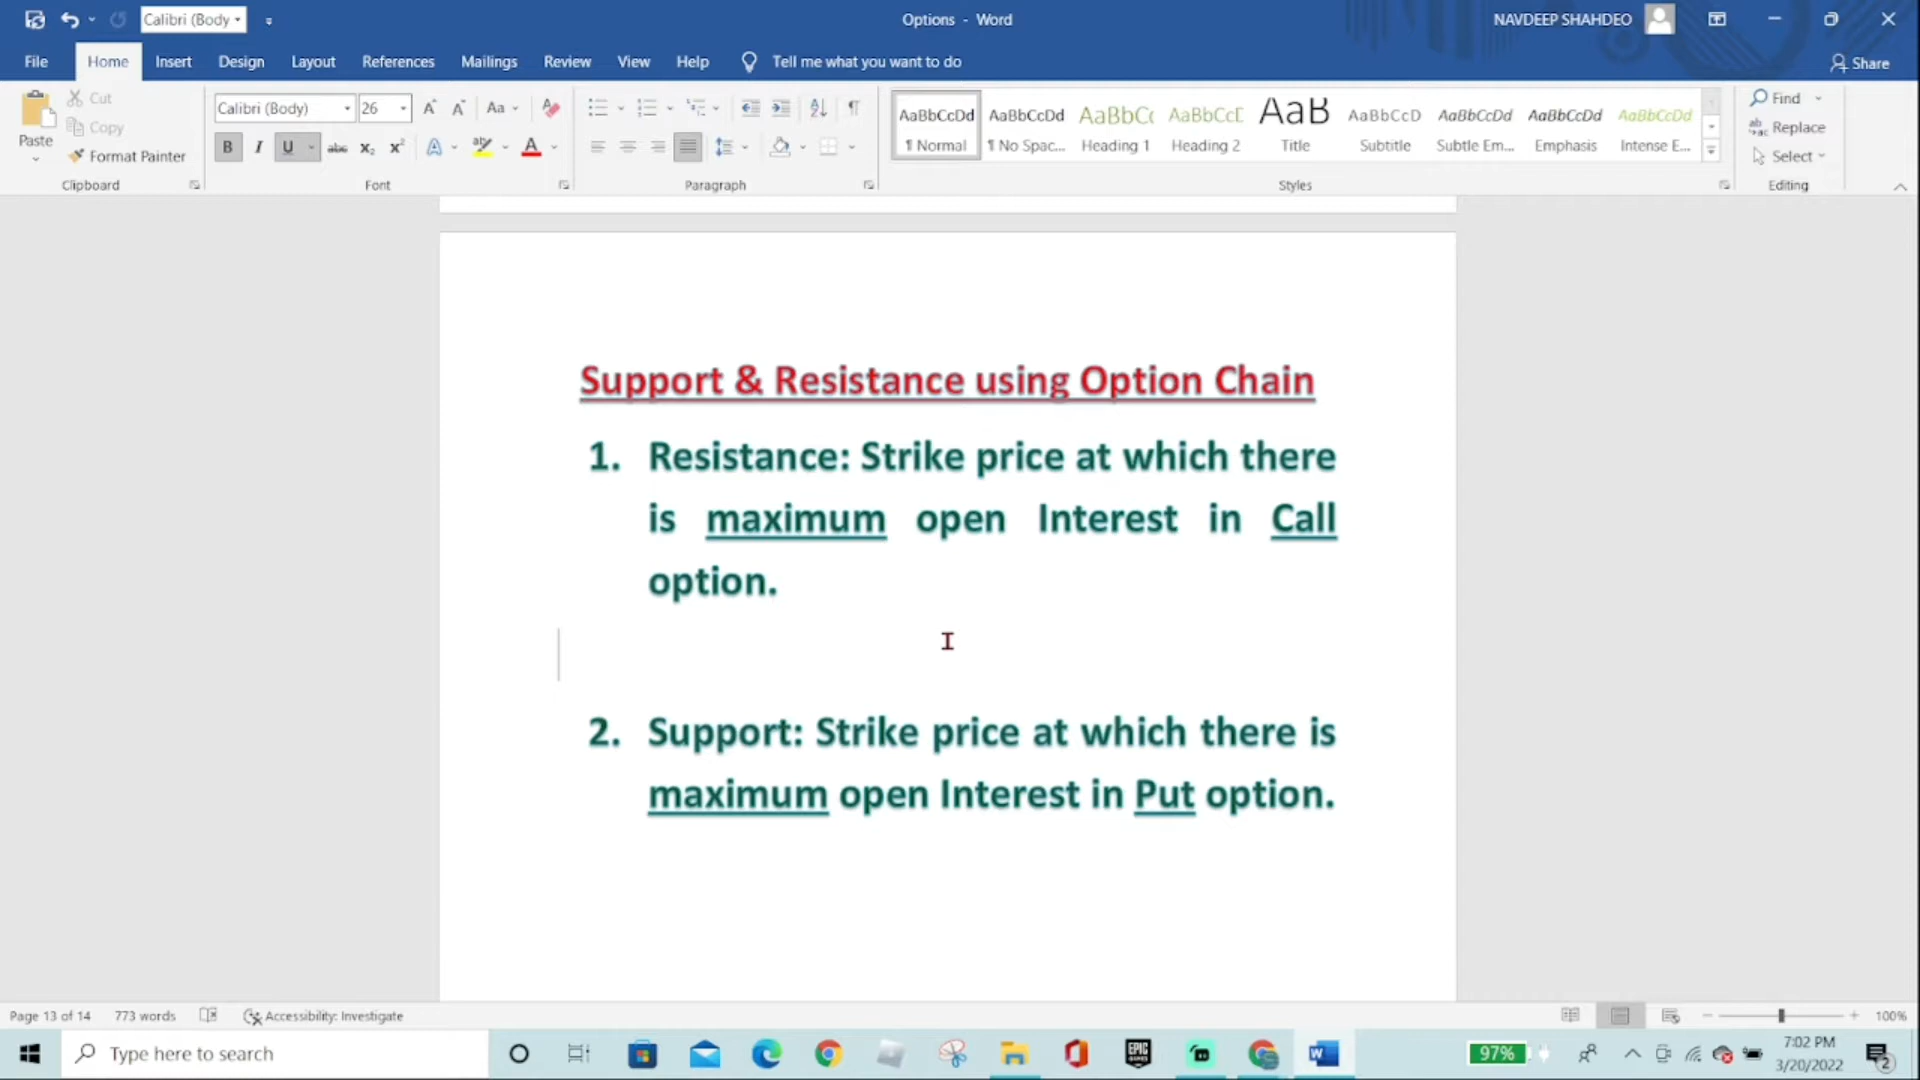 Calibri (Body
Options - Word
NAVDEEP SHAHDEO
File Home Insert Design Layout References Mailings Review View Help Tell me what you want to do
Share
Paste
Cut
Copy
Format Painter
Clipboard
Calibri (Body) 26
Font
Paragraph
AaBbCcDd AaBbCcDd AaBbCc AaBbCcE AaB AaBbCcD AaBbCcDd AaBbCcDd AaBbCcDd
¶ Normal ¶ No Spac... Heading 1 Heading 2 Title Subtitle Subtle Em... Emphasis Intense E...
Styles
Find
Replace
Select
Editing
Support & Resistance using Option Chain
1. Resistance: Strike price at which there
is maximum open Interest in Call
option.
2. Support: Strike price at which there is
maximum open Interest in Put option.
Page 13 of 14 773 words Accessibility: Investigate
100%
Type here to search
EPIC
97%
7:02 PM
3/20/2022
2